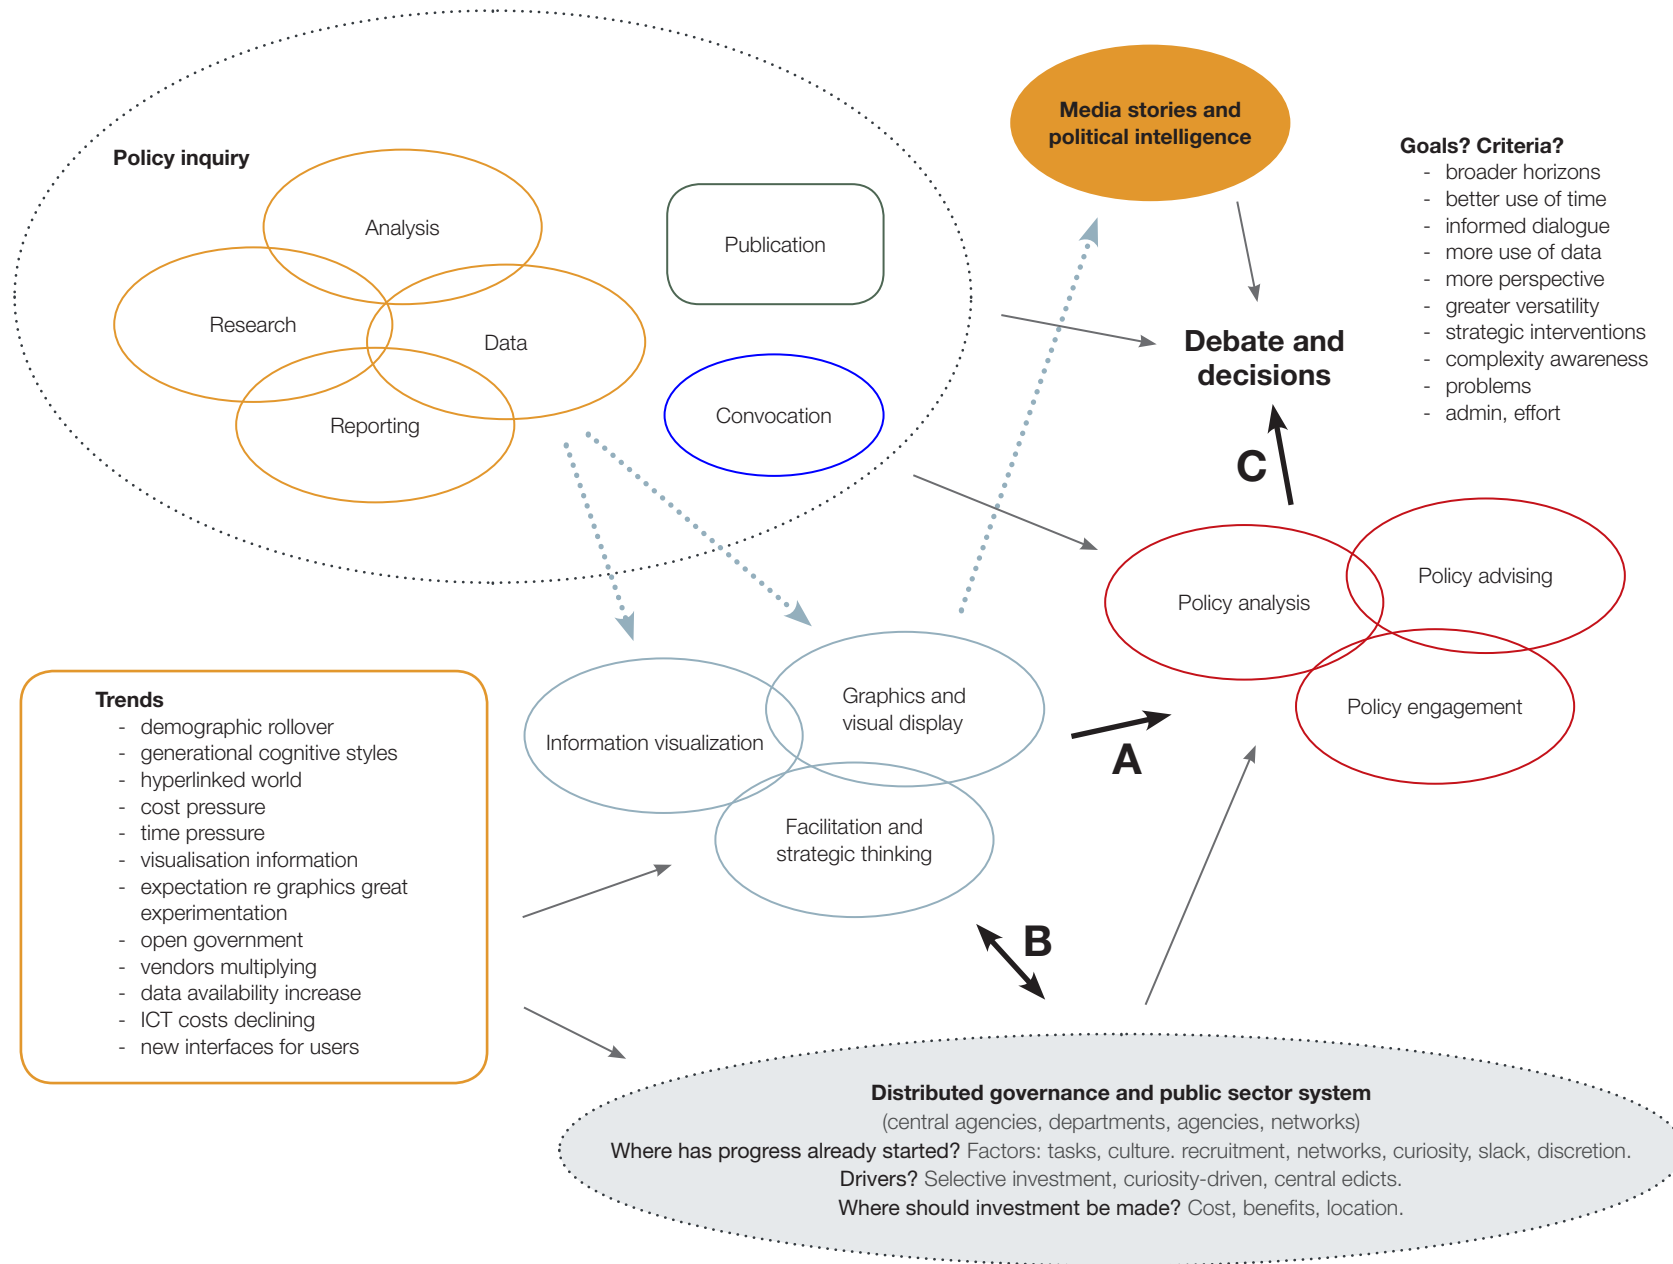 Policy inquiry
Analysis
Research
Data
Reporting
Publication
Convocation
Media stories and
political intelligence
Goals? Criteria?
- broader horizons
- better use of time
- informed dialogue
- more use of data
- more perspective
- greater versatility
- strategic interventions
- complexity awareness
- problems
- admin, effort
Debate and
decisions
C
Policy analysis
Policy advising
Policy engagement
Trends
- demographic rollover
- generational cognitive styles
- hyperlinked world
- cost pressure
- time pressure
- visualisation information
- expectation re graphics great
experimentation
- open government
- vendors multiplying
- data availability increase
- ICT costs declining
- new interfaces for users
Information visualization
Graphics and
visual display
Facilitation and
strategic thinking
A
B
Distributed governance and public sector system
(central agencies, departments, agencies, networks)
Where has progress already started? Factors: tasks, culture. recruitment, networks, curiosity, slack, discretion.
Drivers? Selective investment, curiosity-driven, central edicts.
Where should investment be made? Cost, benefits, location.